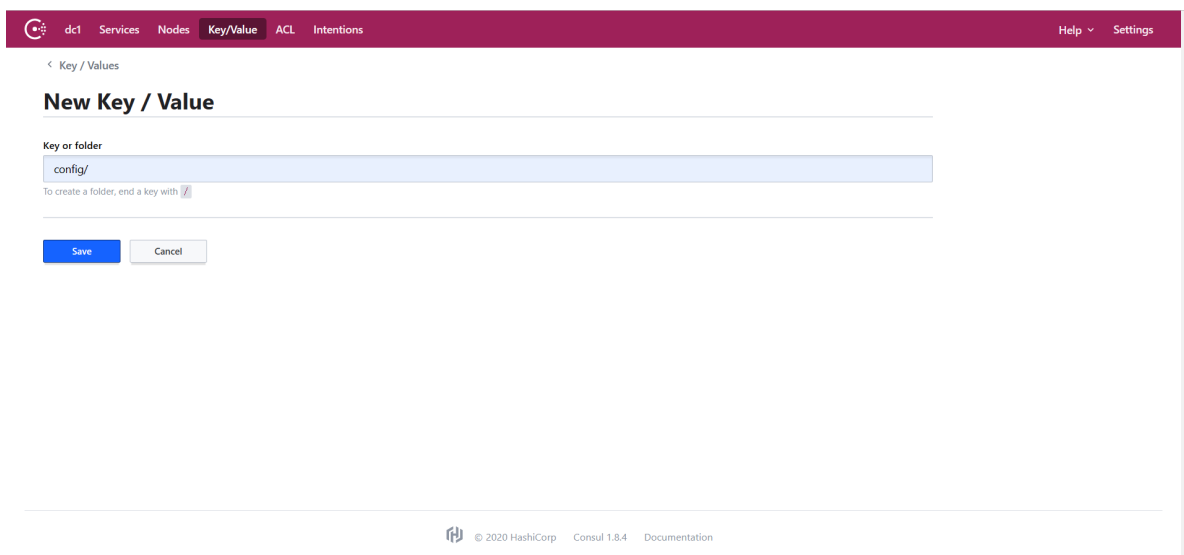 dc1 Services Nodes Key/Value ACL Intentions Help Settings
Key / Values
New Key / Value
Key or folder
config/
To create a folder, end a key with /
Save Cancel
© 2020 HashiCorp Consul 1.8.4 Documentation